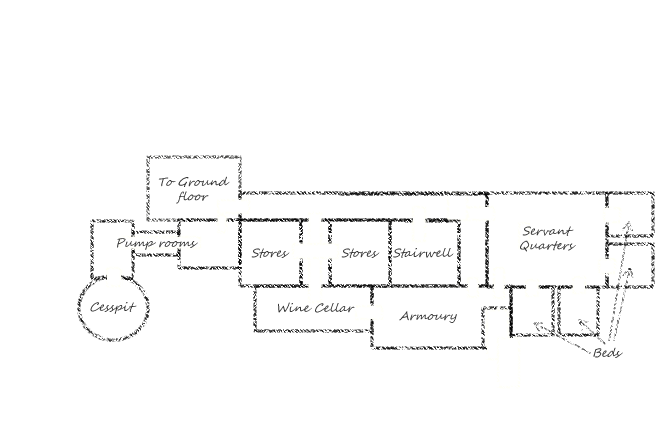 To Ground
floor
Pump rooms
Stores
Stores
Stairwell
Servant
Quarters
Cesspit
Wine Cellar
Armoury
Beds